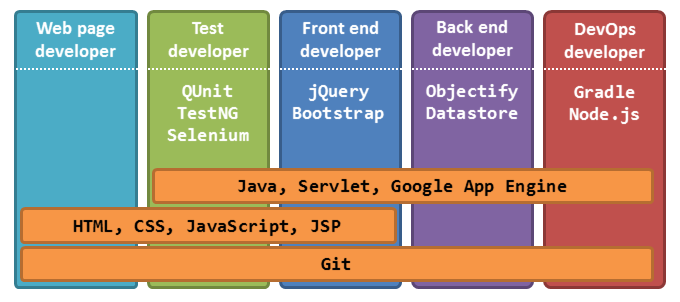 Web page
developer
Test
developer
Front end
developer
Back end
developer
DevOps
developer
QUnit
TestNG
Selenium
jQuery
Bootstrap
Objectify
Datastore
Gradle
Node.js
Java, Servlet, Google App Engine
HTML, CSS, JavaScript, JSP
Git